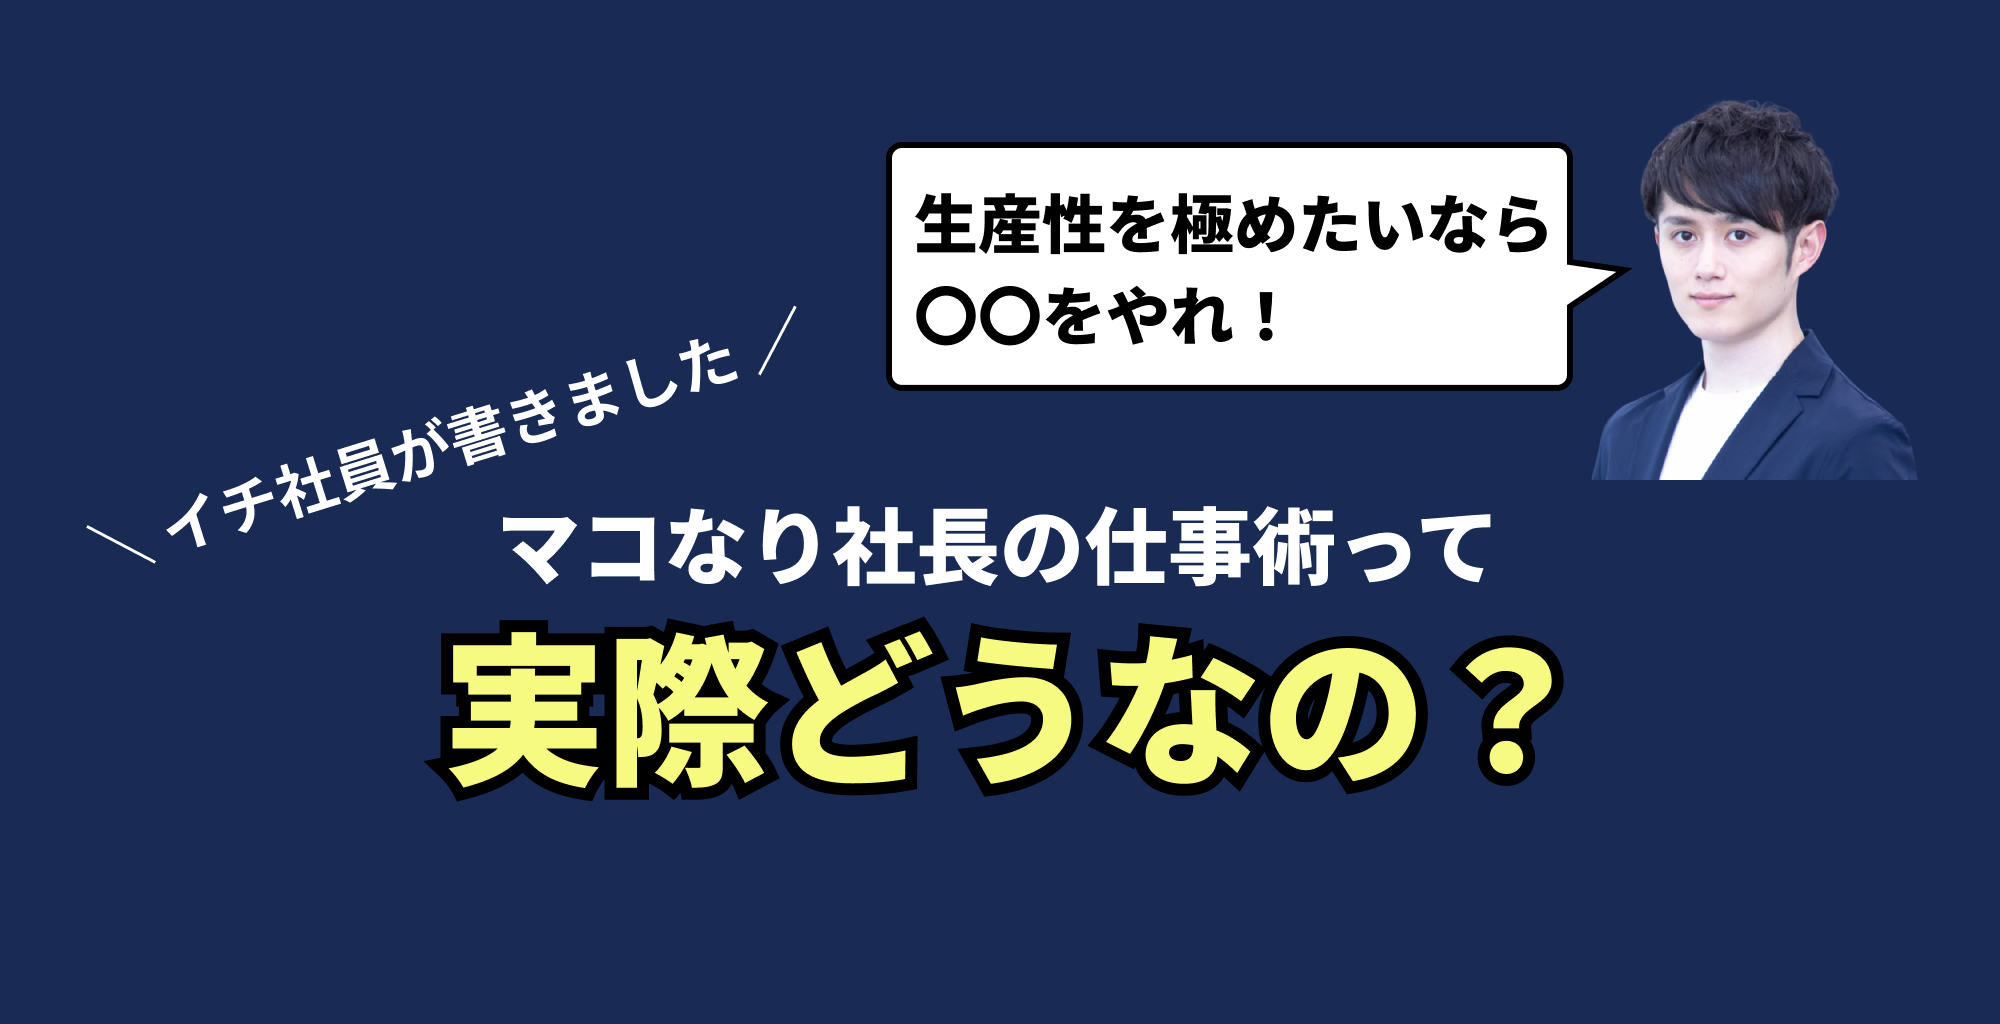 生産性を極めたいなら
〇〇をやれ！
＼ イチ社員が書きました ／
マコなり社長の仕事術って
実際どうなの？